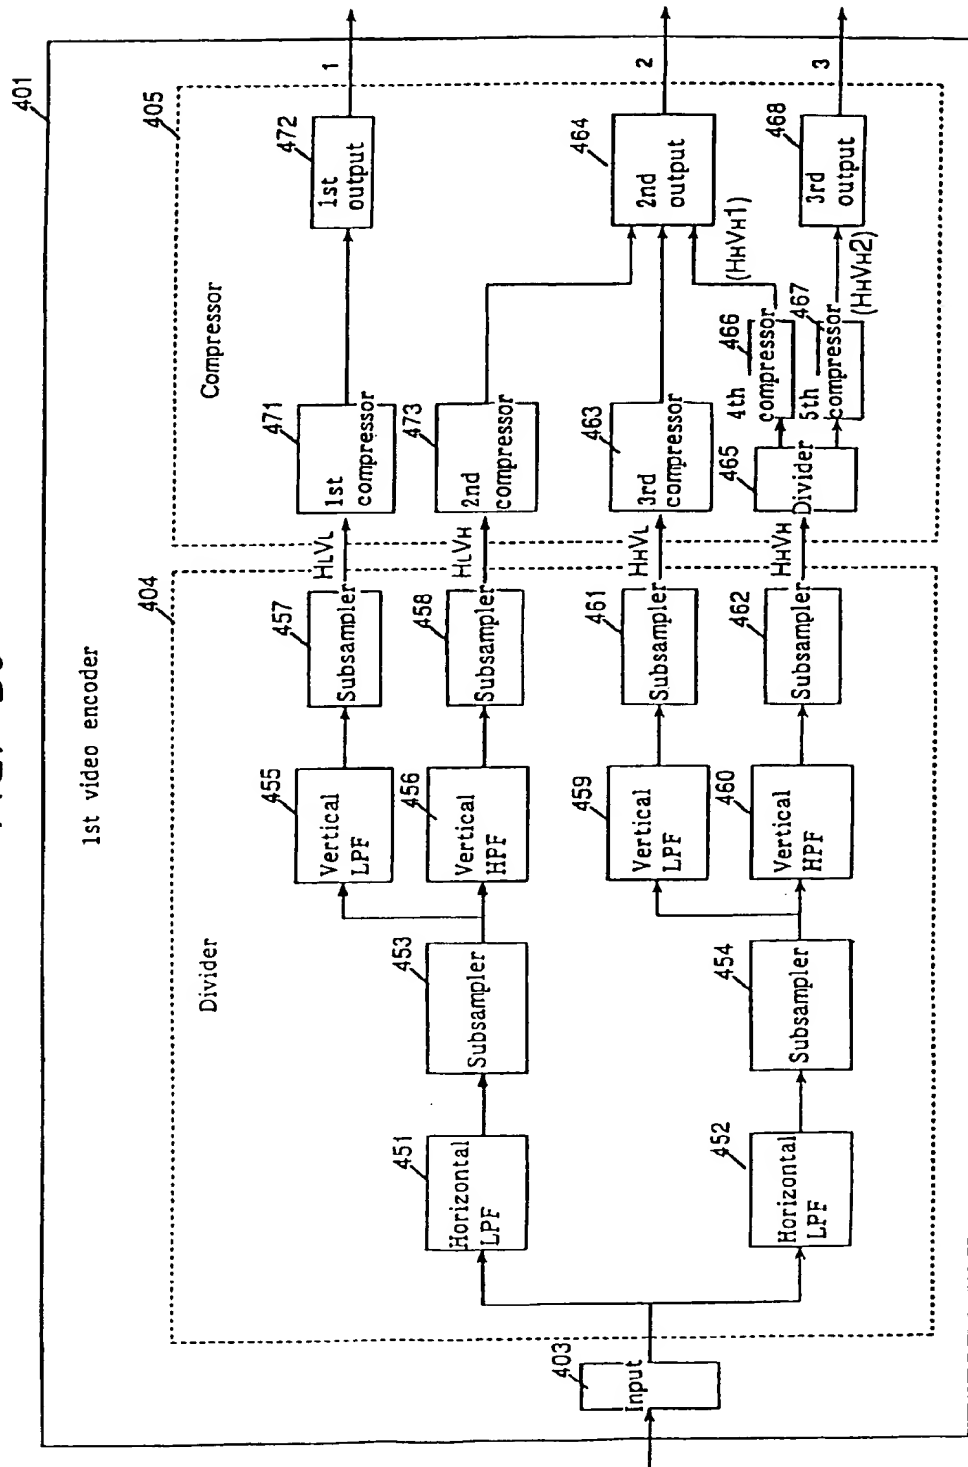 1st video encoder
401
Divider
404
Compressor
405
403
Input
451
Horizontal
LPF
453
Subsampler
455
Vertical
LPF
457
Subsampler
HLVL
471
1st
compressor
472
1st
output
1
456
Vertical
HPF
458
Subsampler
HLVH
473
2nd
compressor
452
Horizontal
LPF
454
Subsampler
459
Vertical
LPF
461
Subsampler
HHVL
463
3rd
compressor
464
2nd
output
2
460
Vertical
HPF
462
Subsampler
HHVH
465
Divider
466
4th
compressor
(HHVH1)
467
5th
compressor
(HHVH2)
468
3rd
output
3